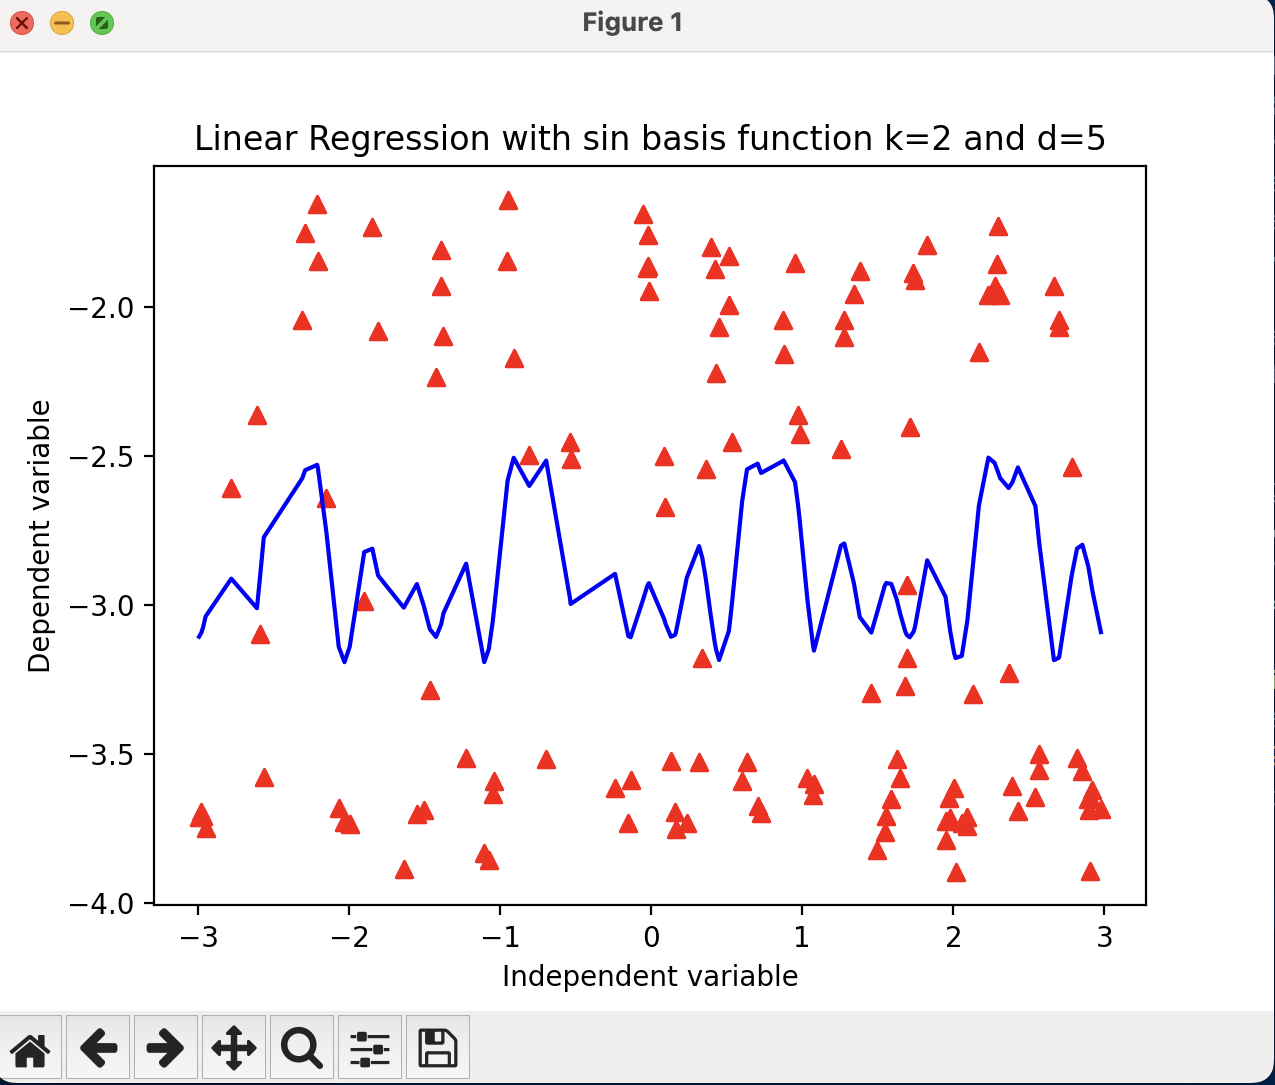 Figure 1
Linear Regression with sin basis function k=2 and d=5
−2.0
−2.5
−3.0
−3.5
−4.0
Dependent variable
−3 −2 −1 0 1 2 3
Independent variable